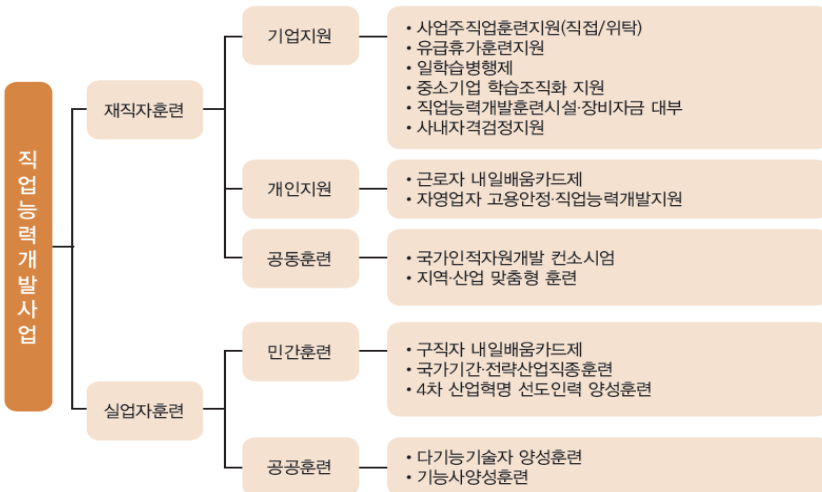 직업능력개발사업
재직자훈련
기업지원
• 사업주직업훈련지원(직접/위탁)
• 유급휴가훈련지원
• 일학습병행제
• 중소기업 학습조직화 지원
• 직업능력개발훈련시설·장비자금 대부
• 사내자격검정지원
개인지원
• 근로자 내일배움카드제
• 자영업자 고용안정·직업능력개발지원
공동훈련
• 국가인적자원개발 컨소시엄
• 지역·산업 맞춤형 훈련
실업자훈련
민간훈련
• 구직자 내일배움카드제
• 국가기간·전략산업직종훈련
• 4차 산업혁명 선도인력 양성훈련
공공훈련
• 다기능기술자 양성훈련
• 기능사양성훈련